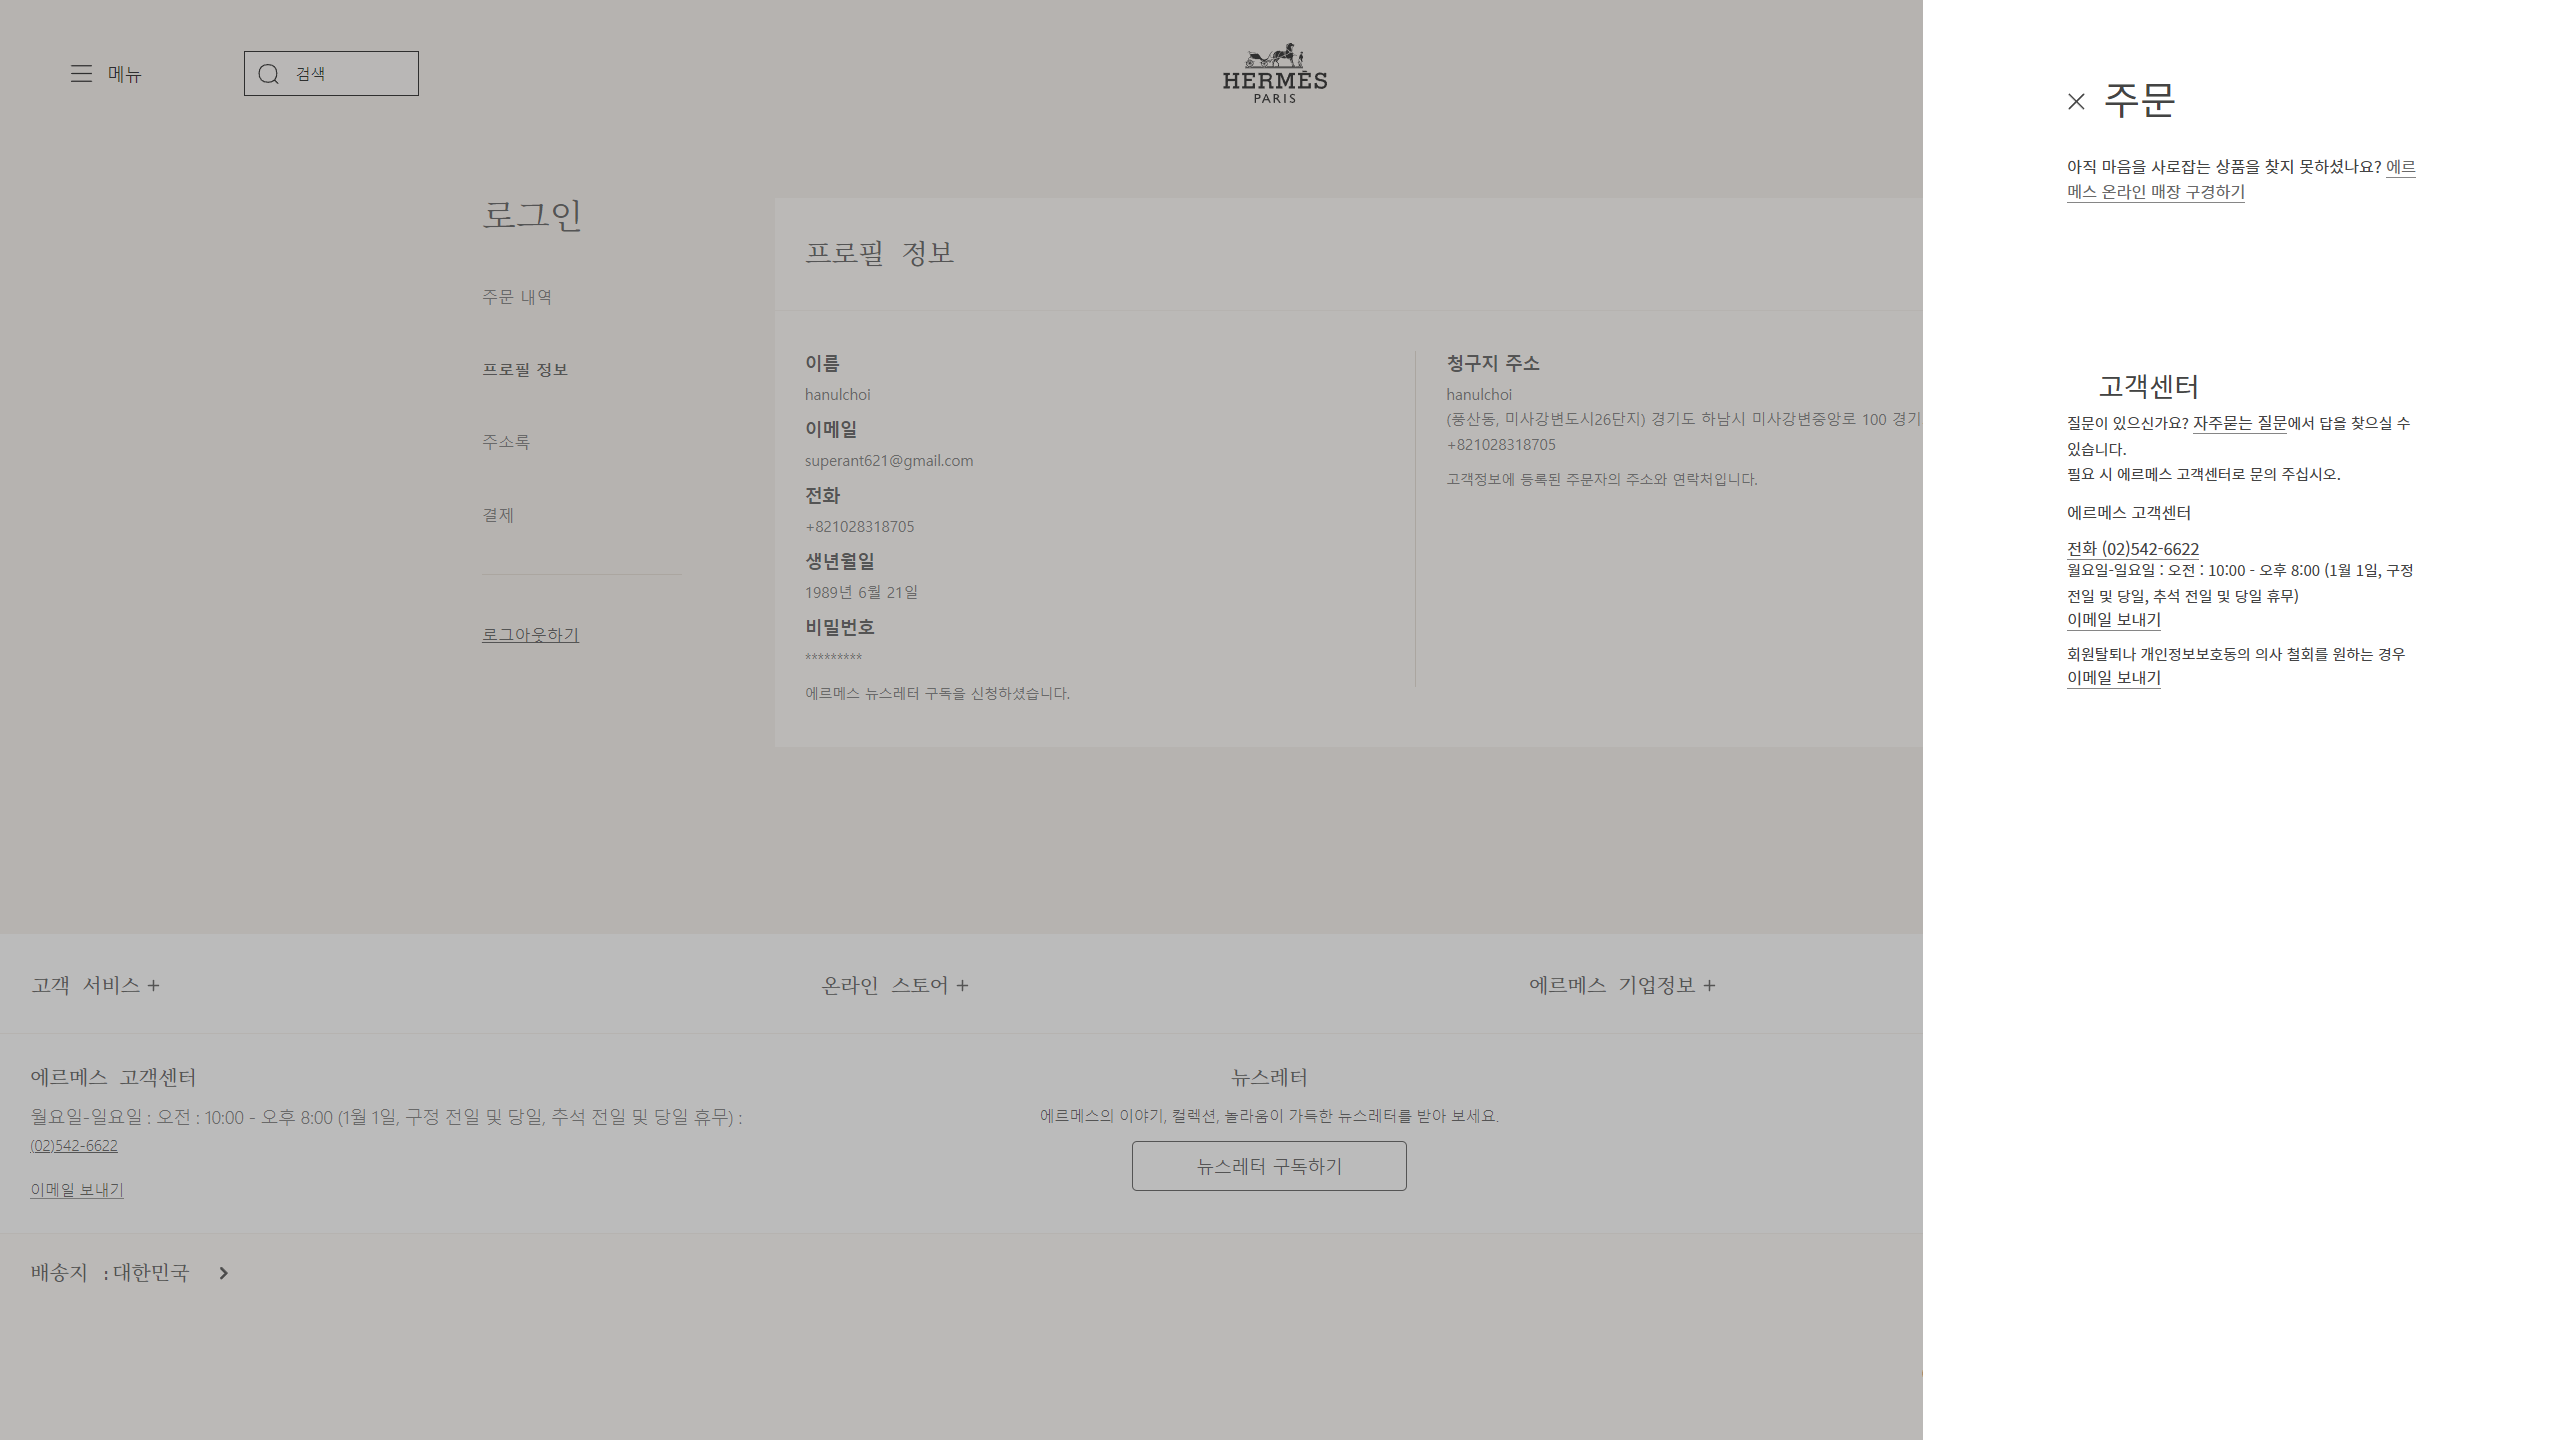 메뉴
검색
HERMÈS
PARIS
로그인
주문 내역
프로필 정보
주소록
결제
로그아웃하기
프로필 정보
이름
hanulchoi
이메일
superant621@gmail.com
전화
+821028318705
생년월일
1989년 6월 21일
비밀번호
*********
에르메스 뉴스레터 구독을 신청하셨습니다.
청구지 주소
hanulchoi
(풍산동, 미사강변도시26단지) 경기도 하남시 미사강변중앙로 100 경기
+821028318705
고객정보에 등록된 주문자의 주소와 연락처입니다.
고객 서비스 +
온라인 스토어 +
에르메스 기업정보 +
에르메스 고객센터
월요일-일요일 : 오전 : 10:00 - 오후 8:00 (1월 1일, 구정 전일 및 당일, 추석 전일 및 당일 휴무) :
(02)542-6622
이메일 보내기
뉴스레터
에르메스의 이야기, 컬렉션, 놀라움이 가득한 뉴스레터를 받아 보세요.
뉴스레터 구독하기
배송지 : 대한민국
주문
아직 마음을 사로잡는 상품을 찾지 못하셨나요? 에르
메스 온라인 매장 구경하기
고객센터
질문이 있으신가요? 자주묻는 질문에서 답을 찾으실 수
있습니다.
필요 시 에르메스 고객센터로 문의 주십시오.
에르메스 고객센터
전화 (02)542-6622
월요일-일요일 : 오전 : 10:00 - 오후 8:00 (1월 1일, 구정
전일 및 당일, 추석 전일 및 당일 휴무)
이메일 보내기
회원탈퇴나 개인정보보호동의 의사 철회를 원하는 경우
이메일 보내기